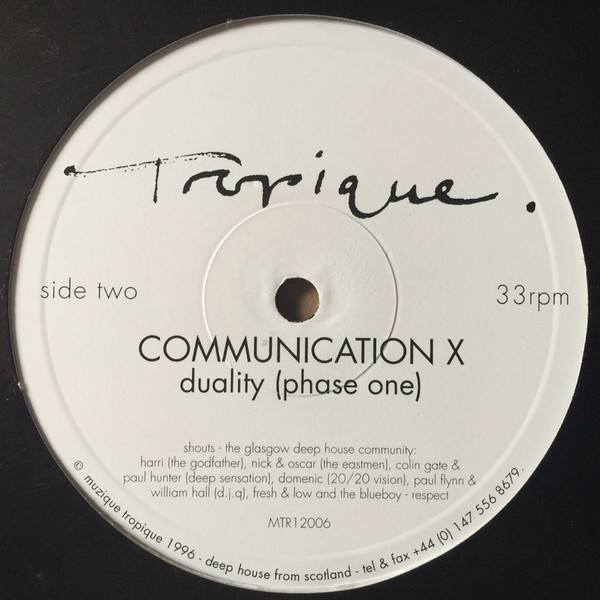 Tropique.
side two
33rpm
COMMUNICATION X
duality (phase one)
shouts - the glasgow deep house community:
harri (the godfather), nick & oscar (the eastmen), colin gate &
paul hunter (deep sensation), domenic (20/20 vision), paul flynn &
william hall (d.j.q), fresh & low and the blueboy - respect
MTR12006
© muzique tropique 1996 - deep house from scotland - tel & fax +44 (0) 147 556 8679.